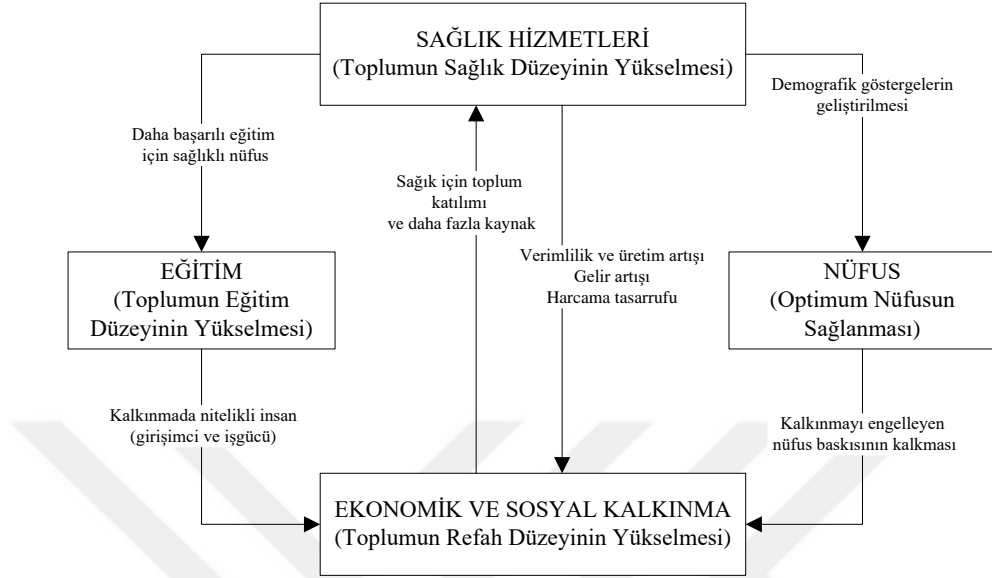 SAĞLIK HİZMETLERİ
(Toplumun Sağlık Düzeyinin Yükselmesi)
Demografik göstergelerin
geliştirilmesi
Daha başarılı eğitim
için sağlıklı nüfus
Sağık için toplum
katılımı
ve daha fazla kaynak
Verimlilik ve üretim artışı
Gelir artışı
Harcama tasarrufu
EĞİTİM
(Toplumun Eğitim
Düzeyinin Yükselmesi)
NÜFUS
(Optimum Nüfusun
Sağlanması)
Kalkınmada nitelikli insan
(girişimci ve işgücü)
Kalkınmayı engelleyen
nüfus baskısının kalkması
EKONOMİK VE SOSYAL KALKINMA
(Toplumun Refah Düzeyinin Yükselmesi)